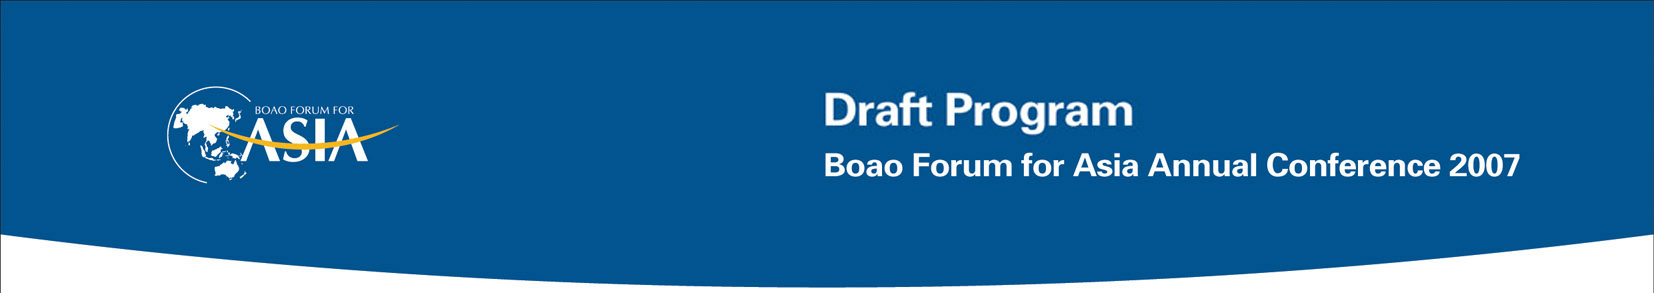 BOAO FORUM FOR
ASIA
Draft Program
Boao Forum for Asia Annual Conference 2007